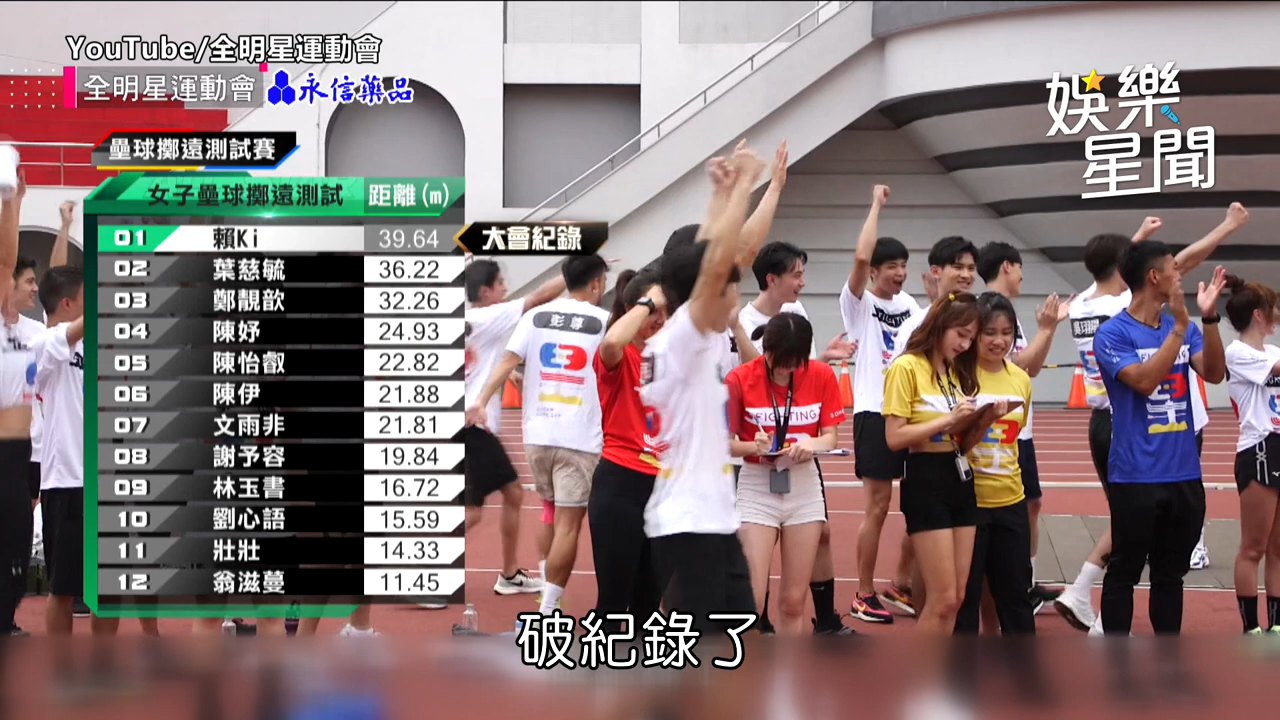 YouTube/全明星運動會
全明星運動會 永信藥品
娛樂
星聞
壘球擲遠測試賽
女子壘球擲遠測試 距離(m)
01 賴Ki 39.64 大會紀錄
02 葉慈毓 36.22
03 鄭靚歆 32.26
04 陳妤 24.93
05 陳怡叡 22.82
06 陳伊 21.88
07 文雨非 21.81
08 謝予容 19.84
09 林玉書 16.72
10 劉心語 15.59
11 壯壯 14.33
12 翁滋蔓 11.45
彭尊
FIGHTING
FIGHTING
破紀錄了